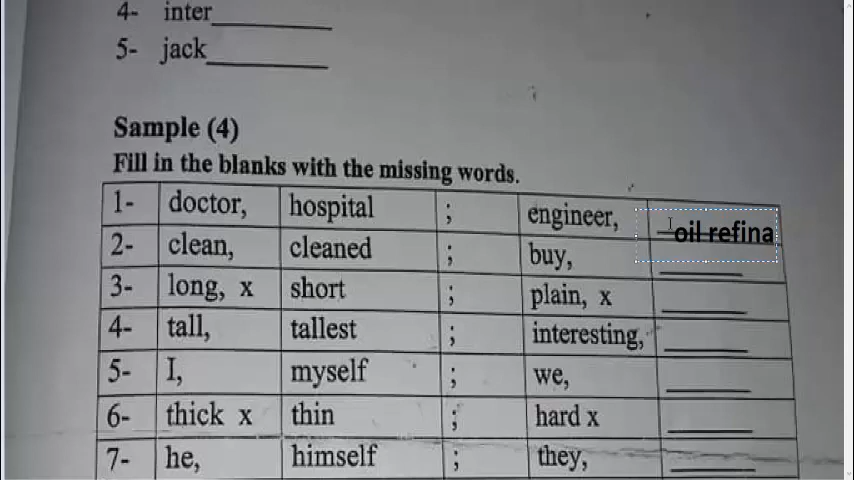 4- inter
5- jack
Sample (4)
Fill in the blanks with the missing words.
1- doctor, hospital ; engineer, oil refina
2- clean, cleaned ; buy,
3- long, x short ; plain, x
4- tall, tallest ; interesting,
5- I, myself ; we,
6- thick x thin ; hard x
7- he, himself ; they,